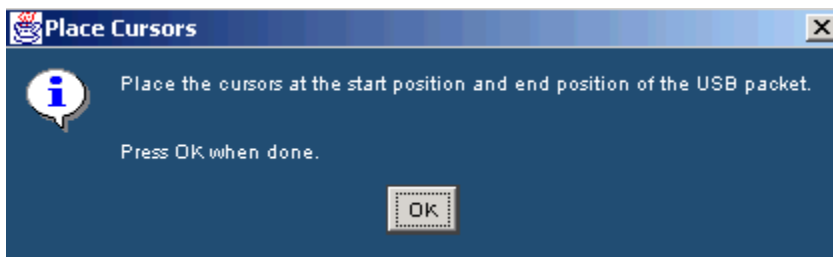 Place Cursors
Place the cursors at the start position and end position of the USB packet.
Press OK when done.
OK